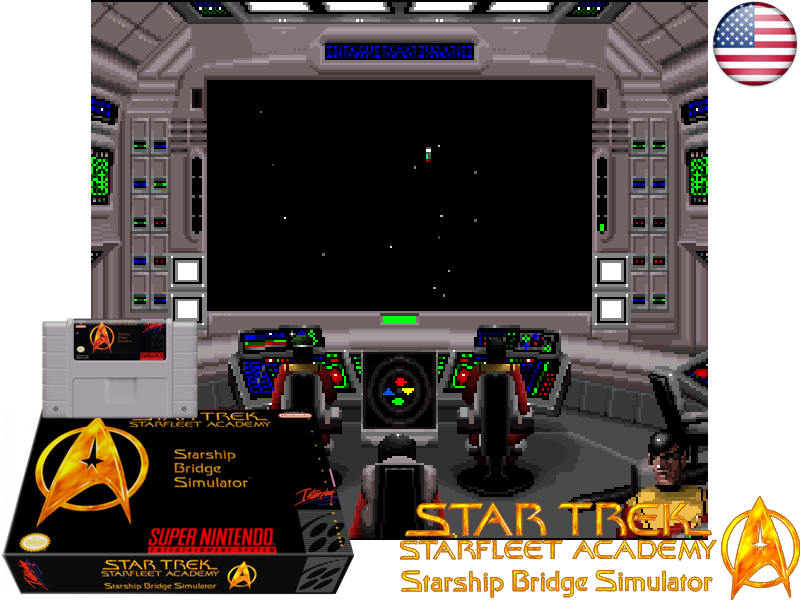 STAR TREK
STARFLEET ACADEMY
Starship
Bridge
Simulator
Interplay
SUPER NINTENDO
ENTERTAINMENT SYSTEM
STAR TREK
STARFLEET ACADEMY
Starship Bridge Simulator
STAR TREK
STARFLEET ACADEMY
Starship Bridge Simulator